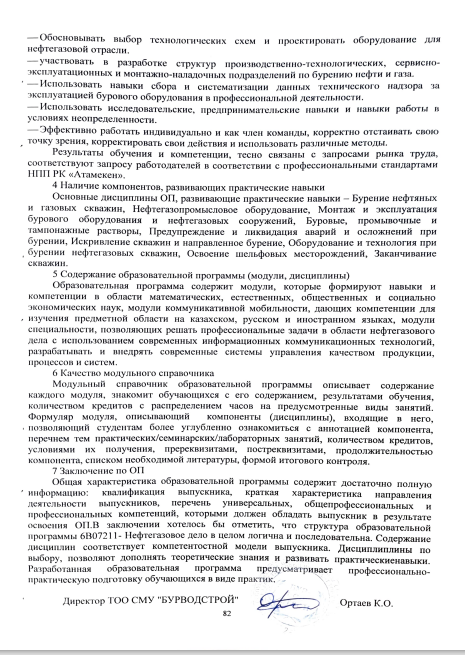 —Обосновывать выбор технологических схем и проектировать оборудование для
нефтегазовой отрасли.
—участвовать в разработке структур производственно-технологических, сервисно-
эксплуатационных и монтажно-наладочных подразделений по бурению нефти и газа.
—Использовать навыки сбора и систематизации данных технического надзора за
эксплуатацией бурового оборудования в профессиональной деятельности.
—Использовать исследовательские, предпринимательские навыки и навыки работы в
условиях неопределенности.
—Эффективно работать индивидуально и как член команды, корректно отстаивать свою
точку зрения, корректировать свои действия и использовать различные методы.
Результаты обучения и компетенции, тесно связаны с запросами рынка труда,
соответствуют запросу работодателей в соответствии с профессиональными стандартами
НПП РК «Атамекен».
4 Наличие компонентов, развивающих практические навыки
Основные дисциплины ОП, развивающие практические навыки – Бурение нефтяных
и газовых скважин, Нефтегазопромысловое оборудование, Монтаж и эксплуатация
бурового оборудования и нефтегазовых сооружений, Буровые, промывочные и
тампонажные растворы, Предупреждение и ликвидация аварий и осложнений при
бурении, Искривление скважин и направленное бурение, Оборудование и технология при
бурении нефтегазовых скважин, Освоение шельфовых месторождений, Заканчивание
скважин.
5 Содержание образовательной программы (модули, дисциплины)
Образовательная программа содержит модули, которые формируют навыки и
компетенции в области математических, естественных, общественных и социально
экономических наук, модули коммуникативной мобильности, дающих компетенции для
изучения предметной области на казахском, русском и иностранном языках, модули
специальности, позволяющих решать профессиональные задачи в области нефтегазового
дела с использованием современных информационных коммуникационных технологий,
разрабатывать и внедрять современные системы управления качеством продукции,
процессов и систем.
6 Качество модульного справочника
Модульный справочник образовательной программы описывает содержание
каждого модуля, знакомит обучающихся с его содержанием, результатами обучения,
количеством кредитов с распределением часов на предусмотренные виды занятий.
Формуляр модуля, описывающий компоненты (дисциплины), входящие в него,
позволяющий студентам более углубленно ознакомиться с аннотацией компонента,
перечнем тем практических/семинарских/лабораторных занятий, количеством кредитов,
условиями их получения, пререквизитами, постреквизитами, продолжительностью
компонента, списком необходимой литературы, формой итогового контроля.
7 Заключение по ОП
Общая характеристика образовательной программы содержит достаточно полную
информацию: квалификация выпускника, краткая характеристика направления
деятельности выпускников, перечень универсальных, общепрофессиональных и
профессиональных компетенций, которыми должен обладать выпускник в результате
освоения ОП.В заключении хотелось бы отметить, что структура образовательной
программы 6В07211- Нефтегазовое дело в целом логична и последовательна. Содержание
дисциплин соответствует компетентостной модели выпускника. Дисциплиплины по
выбору, позволяют дополнять теоретические знания и развивать практическиенавыки.
Разработанная образовательная программа предусматривает профессионально-
практическую подготовку обучающихся в виде практик.
Директор ТОО СМУ "БУРВОДСТРОЙ" Ортаев К.О.
82